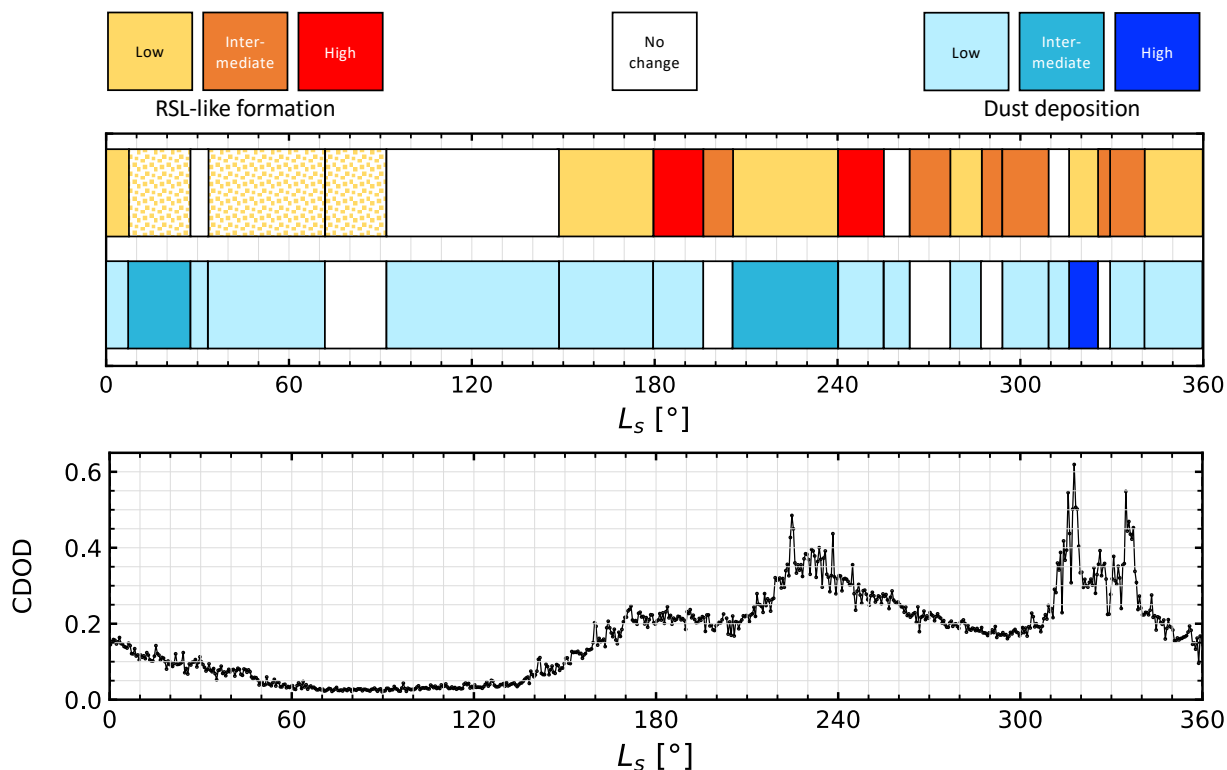 Low
Inter-
mediate
High
No
change
Low
Inter-
mediate
High
RSL-like formation
Dust deposition
0 60 120 180 240 300 360
Lₛ [°]
0.6
0.4
0.2
0.0
CDOD
0 60 120 180 240 300 360
Lₛ [°]